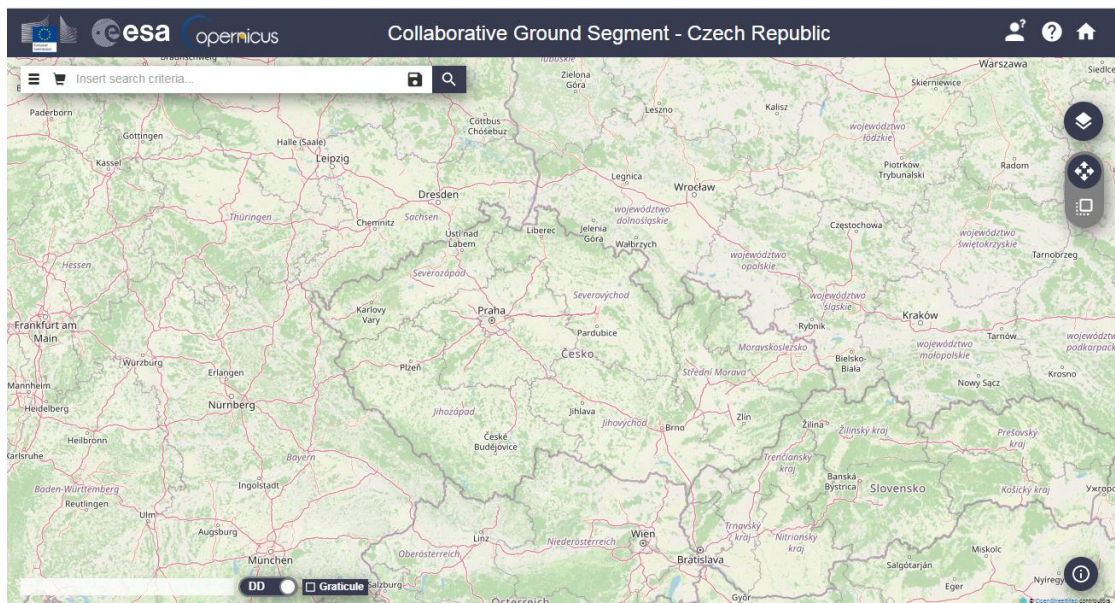 esa opernicus Collaborative Ground Segment - Czech Republic ?
Insert search criteria...
Warszawa
Siedlce
Zielona
Góra
Skierniewice
Paderborn
Göttingen
Halle (Saale)
Cottbus
Chóśebuz
Leszno
Kalisz
województwo
łódzkie
Kassel
Leipzig
Legnica
Wrocław
Piotrków
Trybunalski
Radom
Dresden
Thüringen
Chemnitz
Sachsen
Ústí nad
Labem
Liberec
Jelenia
Góra
województwo
dolnośląskie
Wałbrzych
Częstochowa
województwo
świętokrzyskie
Tarnobrzeg
Hessen
Severozápad
województwo
opolskie
Karlovy
Vary
Praha
Severovýchod
województwo
śląskie
Kraków
Frankfurt am
Main
Pardubice
Rybnik
Tarnów
województwo
podkarpack
województwo
małopolskie
Česko
Moravskoslezsko
Bielsko-
Biała
Würzburg
Erlangen
Plzeň
Střední Morava
Krosno
Nowy Sącz
Mannheim
Heidelberg
Nürnberg
Jihozápad
Jihlava
Jihovýchod
Brno
Zlín
Žilina
Žilinský kraj
Prešovský
kraj
Heilbronn
České
Budějovice
Karlsruhe
Bayern
Trenčiansky
kraj
Banská
Bystrica
Slovensko
Košický kraj
Ужгоро
Baden-Württemberg
Reutlingen
Ingolstadt
Ulm
Augsburg
Linz
Niederösterreich
Wien
Trnavský
kraj
Nitriansky
kraj
Oberösterreich
München
Bratislava
Miskolc
Salgótarján
DD
Graticule
Salzburg
Eger
Nyíregy
Győr
Österreich
© OpenStreetMap contributors